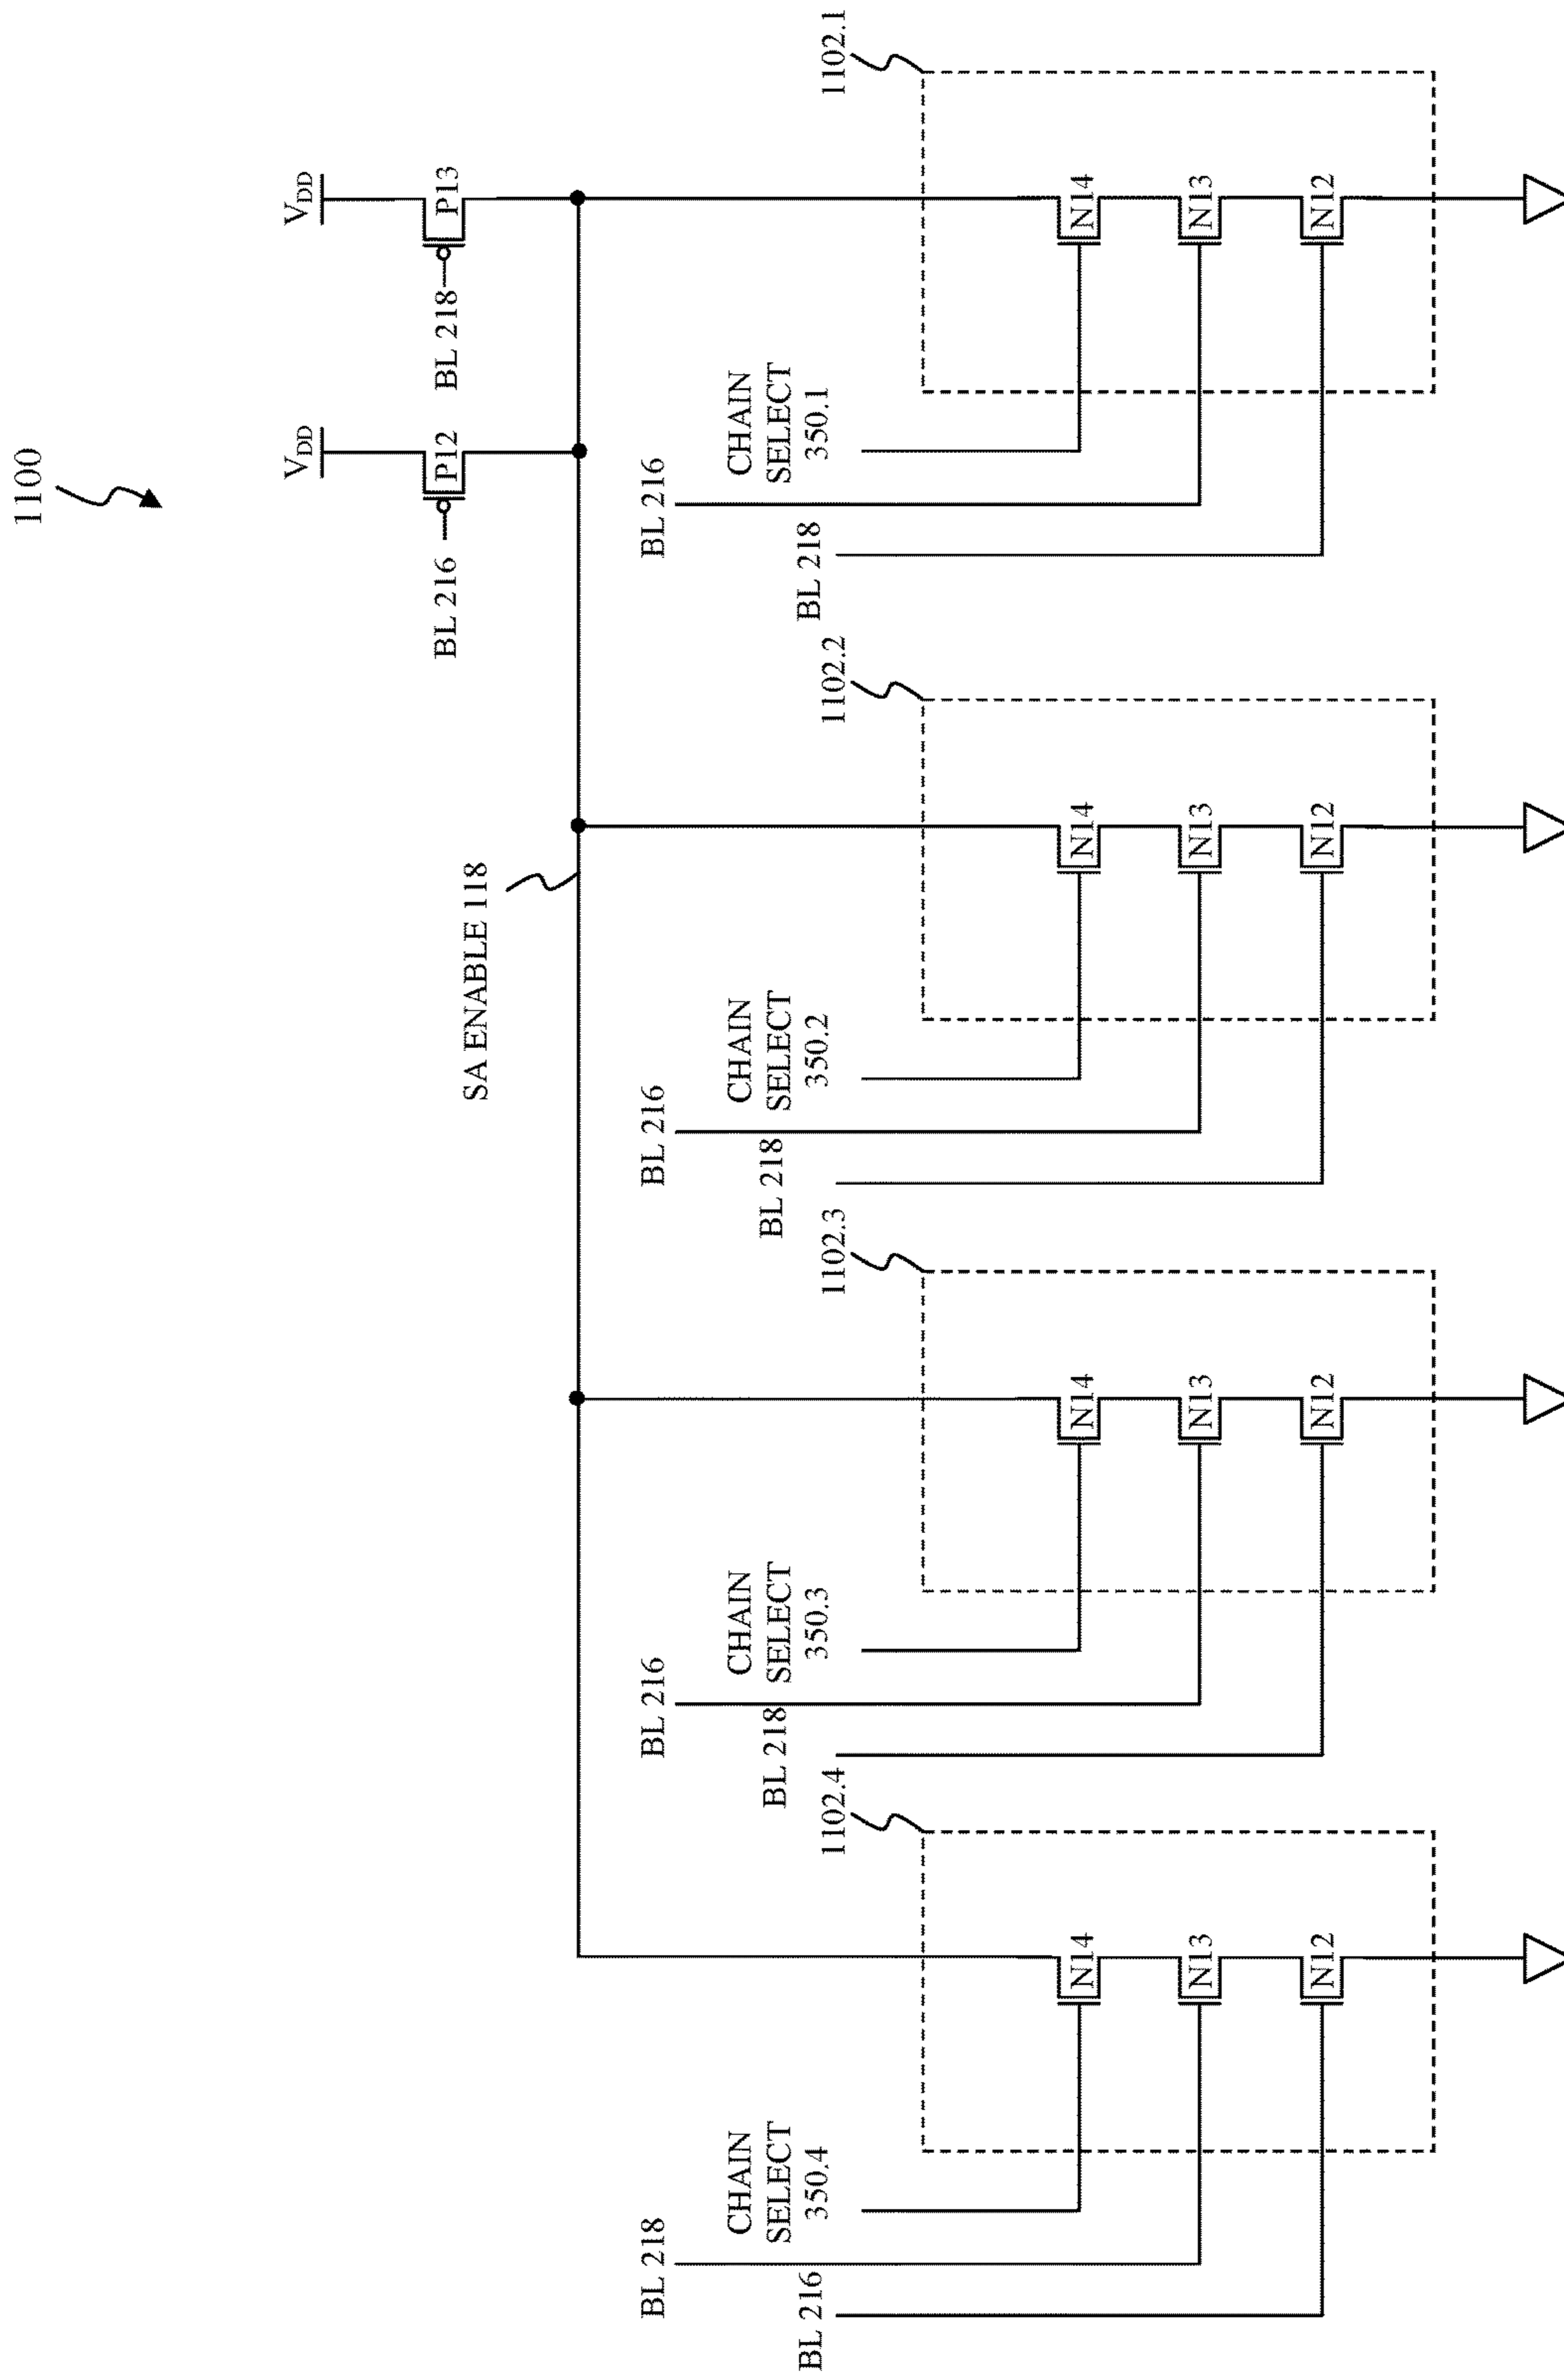 1100
VDD
VDD
BL 216
P12
BL 218
P13
SA ENABLE 118
BL 218
CHAIN
SELECT
350.4
BL 216
1102.4
N14
N13
N12
BL 216
CHAIN
SELECT
350.3
BL 218
1102.3
N14
N13
N12
BL 216
CHAIN
SELECT
350.2
BL 218
1102.2
N14
N13
N12
BL 216
CHAIN
SELECT
350.1
BL 218
1102.1
N14
N13
N12